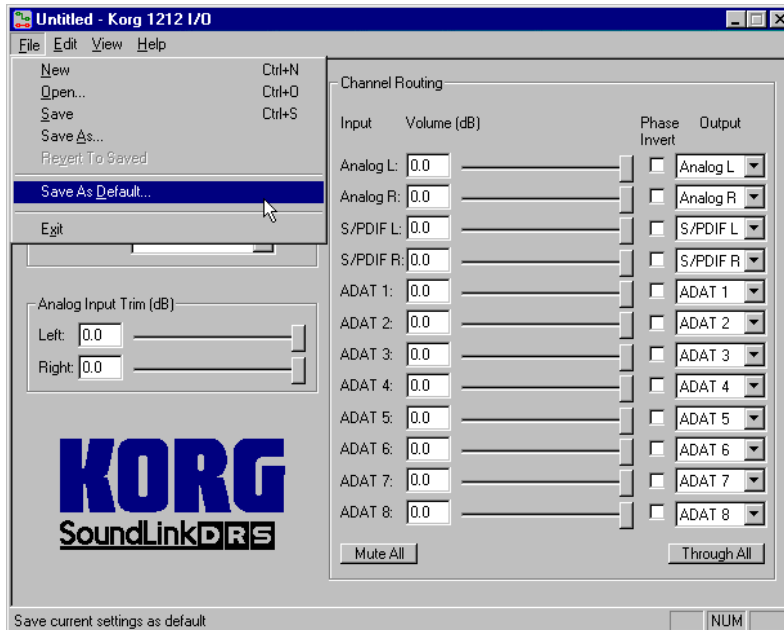 Untitled - Korg 1212 I/O
File Edit View Help
New Ctrl+N
Open... Ctrl+O
Save Ctrl+S
Save As...
Revert To Saved
Save As Default...
Exit
Analog Input Trim (dB)
Left: 0.0
Right: 0.0
KORG
SoundLink DRS
Channel Routing
Input Volume (dB) Phase Invert Output
Analog L: 0.0 Analog L
Analog R: 0.0 Analog R
S/PDIF L: 0.0 S/PDIF L
S/PDIF R: 0.0 S/PDIF R
ADAT 1: 0.0 ADAT 1
ADAT 2: 0.0 ADAT 2
ADAT 3: 0.0 ADAT 3
ADAT 4: 0.0 ADAT 4
ADAT 5: 0.0 ADAT 5
ADAT 6: 0.0 ADAT 6
ADAT 7: 0.0 ADAT 7
ADAT 8: 0.0 ADAT 8
Mute All Through All
Save current settings as default NUM